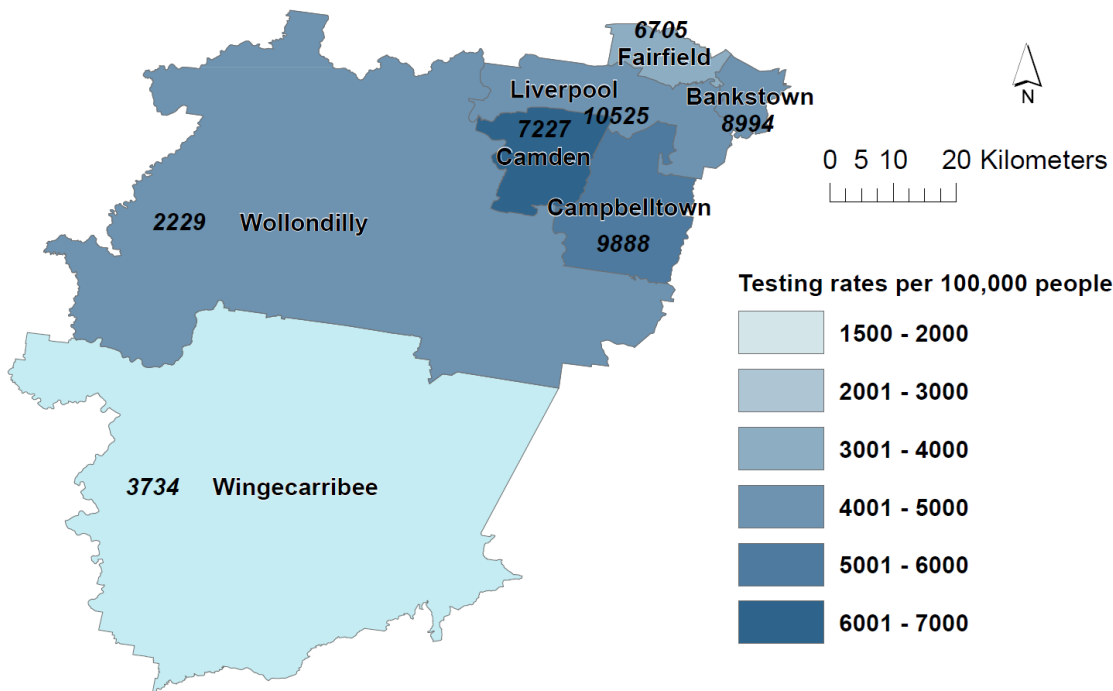 6705
Fairfield
N
Liverpool
Bankstown
10525
8994
7227
Camden
0 5 10 20 Kilometers
Campbelltown
2229 Wollondilly
9888
Testing rates per 100,000 people
1500 - 2000
2001 - 3000
3001 - 4000
4001 - 5000
5001 - 6000
6001 - 7000
3734 Wingecarribee